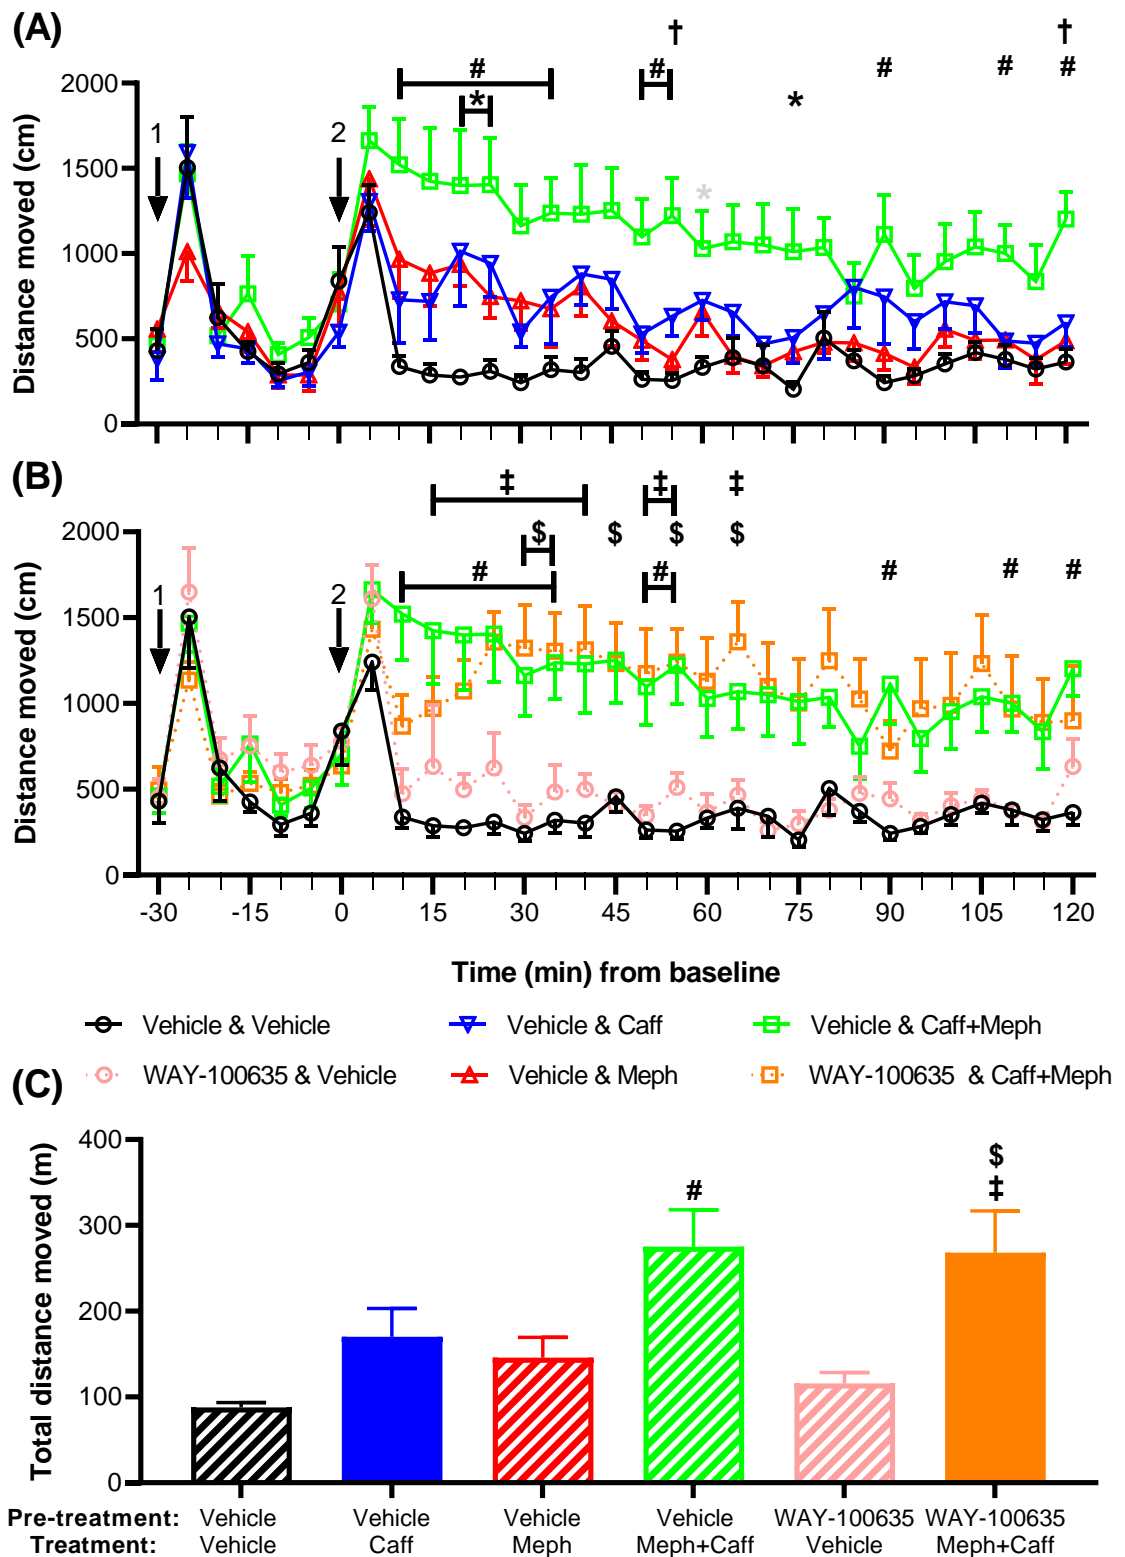 (A)
†
†
#
#
#
#
#
*
*
*
1
2
2000
1500
1000
500
0
Distance moved (cm)
(B)
‡
‡
‡
$
$
$
$
#
#
#
#
#
1
2
2000
1500
1000
500
0
Distance moved (cm)
-30 -15 0 15 30 45 60 75 90 105 120
Time (min) from baseline
Vehicle & Vehicle
Vehicle & Caff
Vehicle & Caff+Meph
WAY-100635 & Vehicle
Vehicle & Meph
WAY-100635 & Caff+Meph
(C)
400
300
200
100
0
Total distance moved (m)
#
$
‡
Pre-treatment: Vehicle Vehicle Vehicle Vehicle WAY-100635 WAY-100635
Treatment: Vehicle Caff Meph Meph+Caff Vehicle Meph+Caff